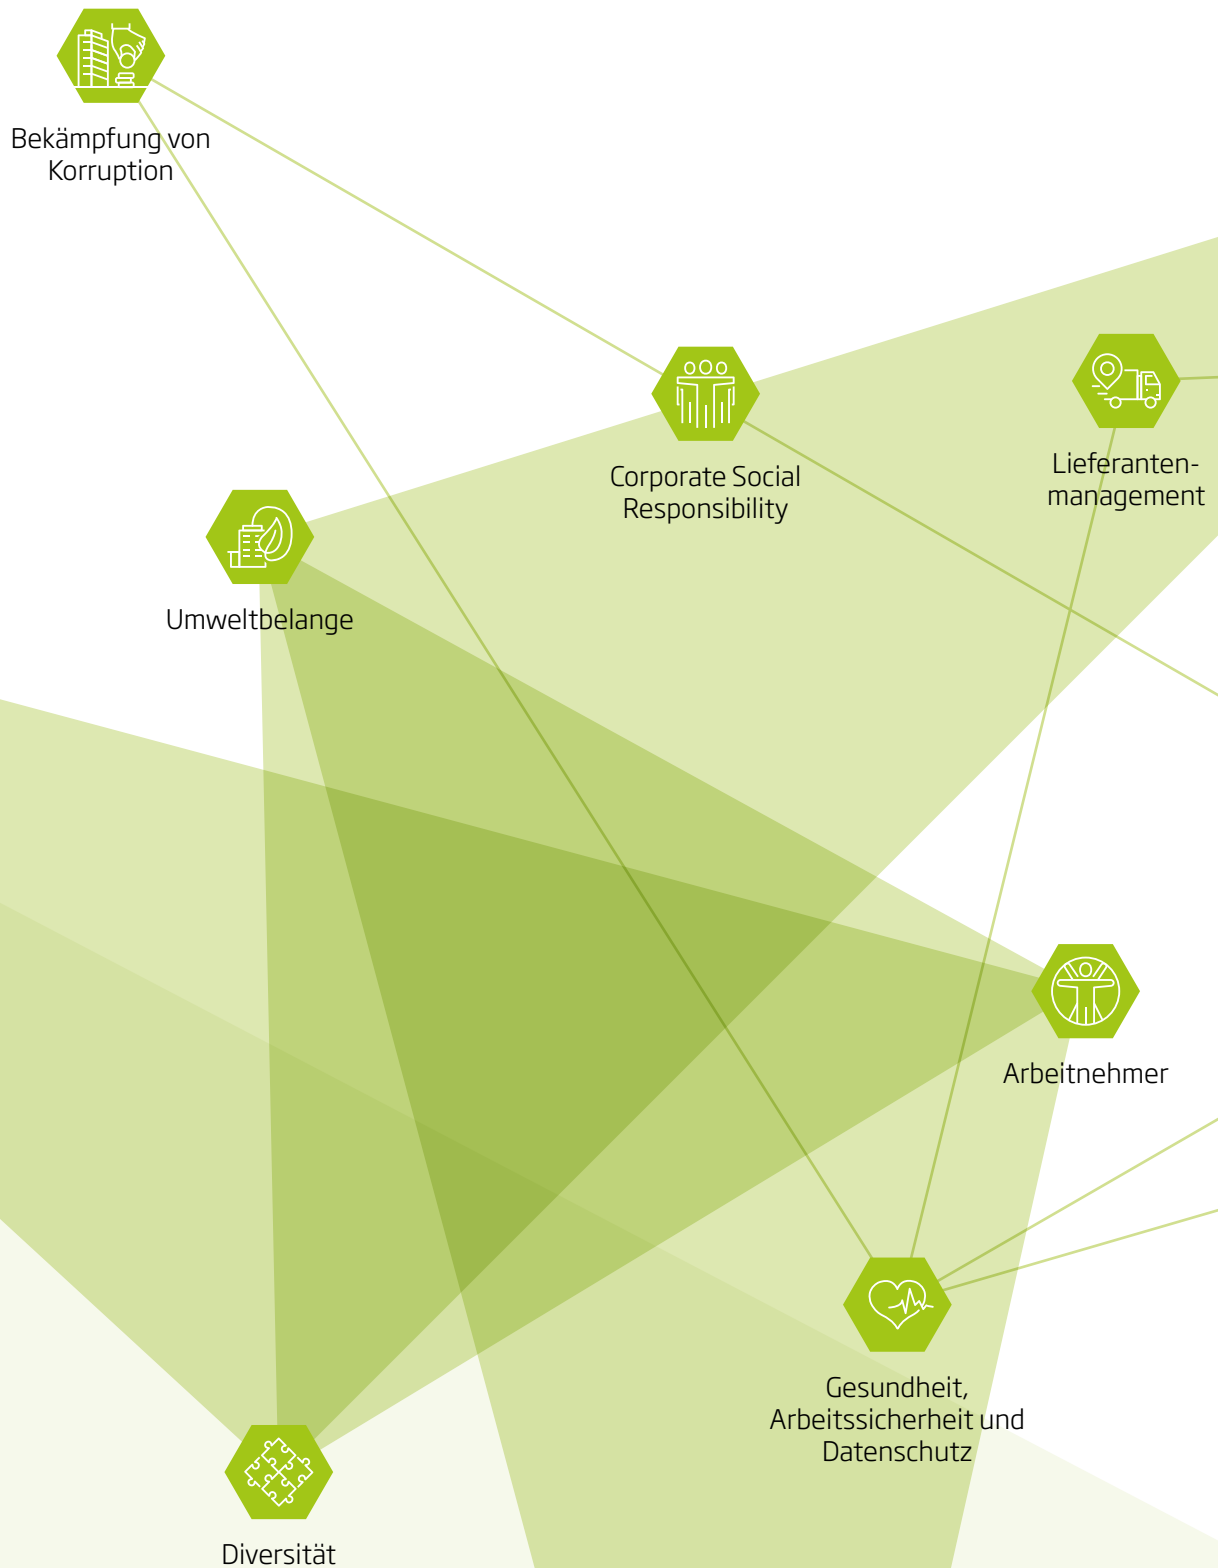 Bekämpfung von
Korruption
Corporate Social
Responsibility
Lieferanten-
management
Umweltbelange
Arbeitnehmer
Gesundheit,
Arbeitssicherheit und
Datenschutz
Diversität